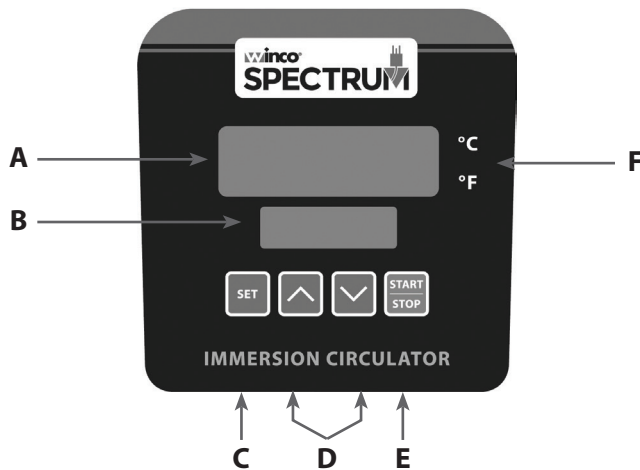 winco
SPECTRUM
A
°C
F
°F
B
SET
START
STOP
IMMERSION CIRCULATOR
C D E